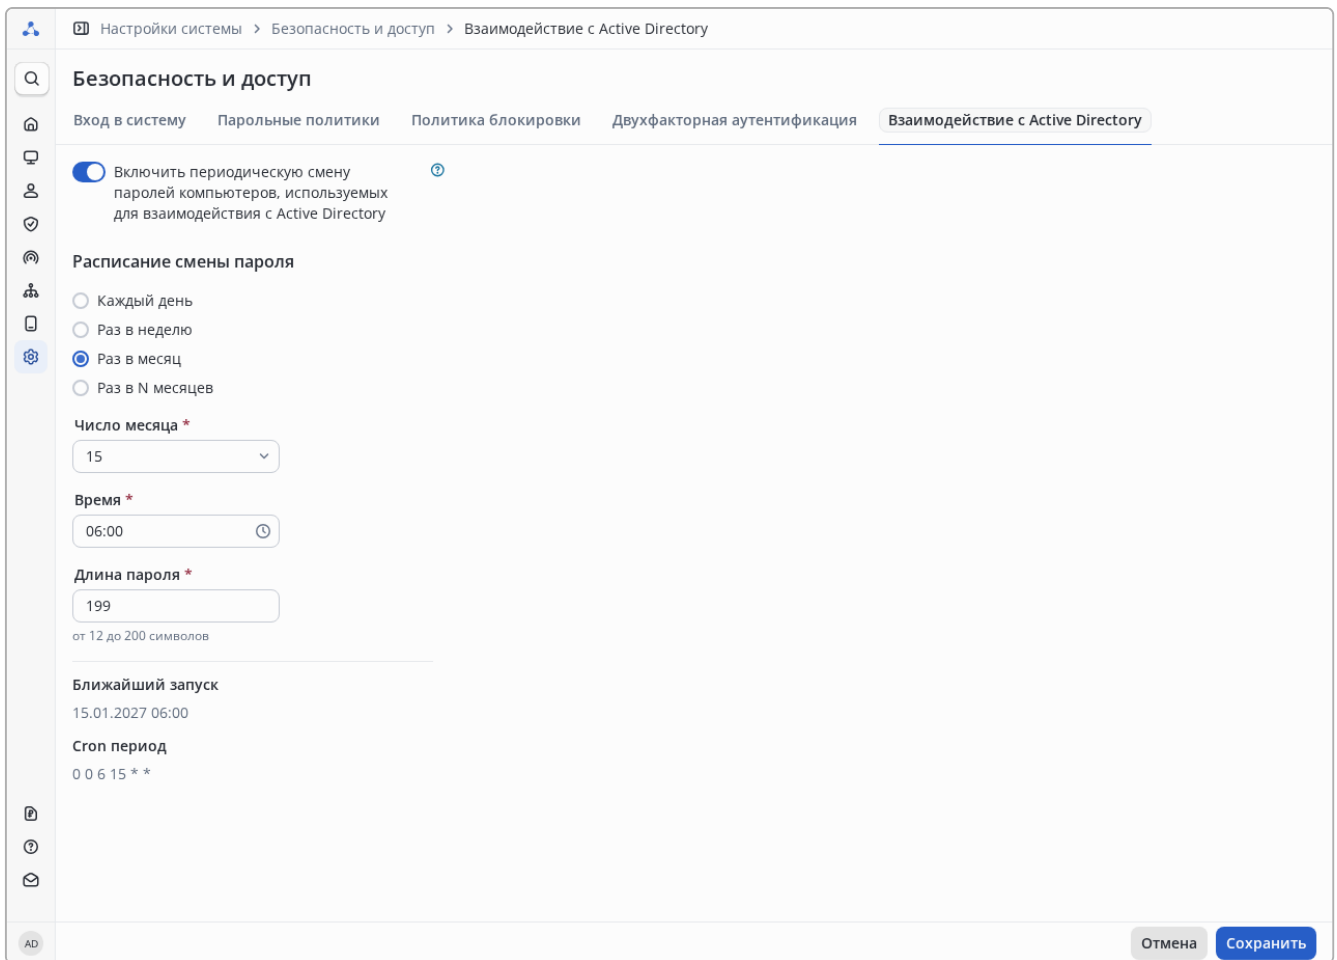 Настройки системы > Безопасность и доступ > Взаимодействие с Active Directory
Безопасность и доступ
Вход в систему Парольные политики Политика блокировки Двухфакторная аутентификация Взаимодействие с Active Directory
Включить периодическую смену
паролей компьютеров, используемых
для взаимодействия с Active Directory
Расписание смены пароля
Каждый день
Раз в неделю
Раз в месяц
Раз в N месяцев
Число месяца *
15
Время *
06:00
Длина пароля *
199
от 12 до 200 символов
Ближайший запуск
15.01.2027 06:00
Cron период
0 0 6 15 * *
AD
Отмена Сохранить